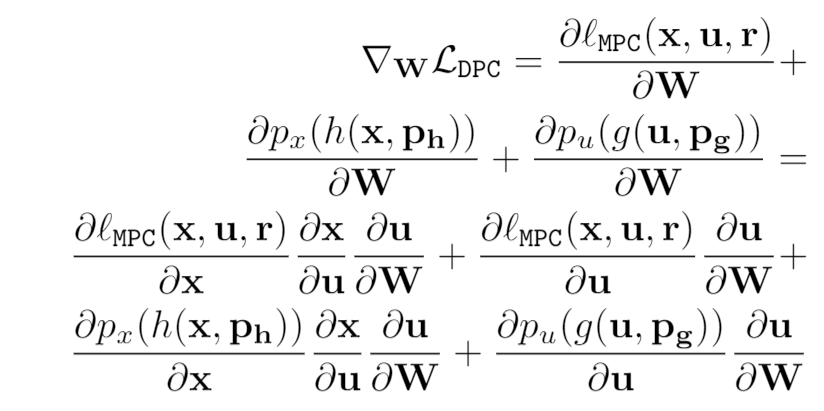 ∇_𝐖 ℒ_DPC = ∂ℓ_MPC(𝐱, 𝐮, 𝐫)/∂𝐖 +
∂p_x(h(𝐱, 𝐩_𝐡))/∂𝐖 + ∂p_u(g(𝐮, 𝐩_𝐠))/∂𝐖 =
∂ℓ_MPC(𝐱, 𝐮, 𝐫)/∂𝐱 ∂𝐱/∂𝐮 ∂𝐮/∂𝐖 + ∂ℓ_MPC(𝐱, 𝐮, 𝐫)/∂𝐮 ∂𝐮/∂𝐖 +
∂p_x(h(𝐱, 𝐩_𝐡))/∂𝐱 ∂𝐱/∂𝐮 ∂𝐮/∂𝐖 + ∂p_u(g(𝐮, 𝐩_𝐠))/∂𝐮 ∂𝐮/∂𝐖